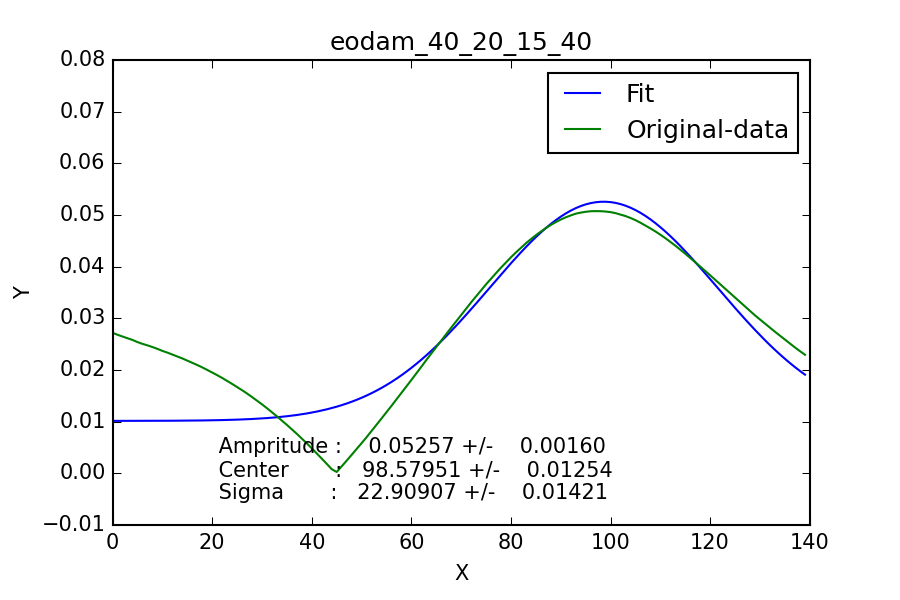 eodam_40_20_15_40
0.08
0.07
0.06
0.05
0.04
0.03
0.02
0.01
0.00
−0.01
Y
Fit
Original-data
Ampritude : 0.05257 +/- 0.00160
Center : 98.57951 +/- 0.01254
Sigma : 22.90907 +/- 0.01421
0 20 40 60 80 100 120 140
X